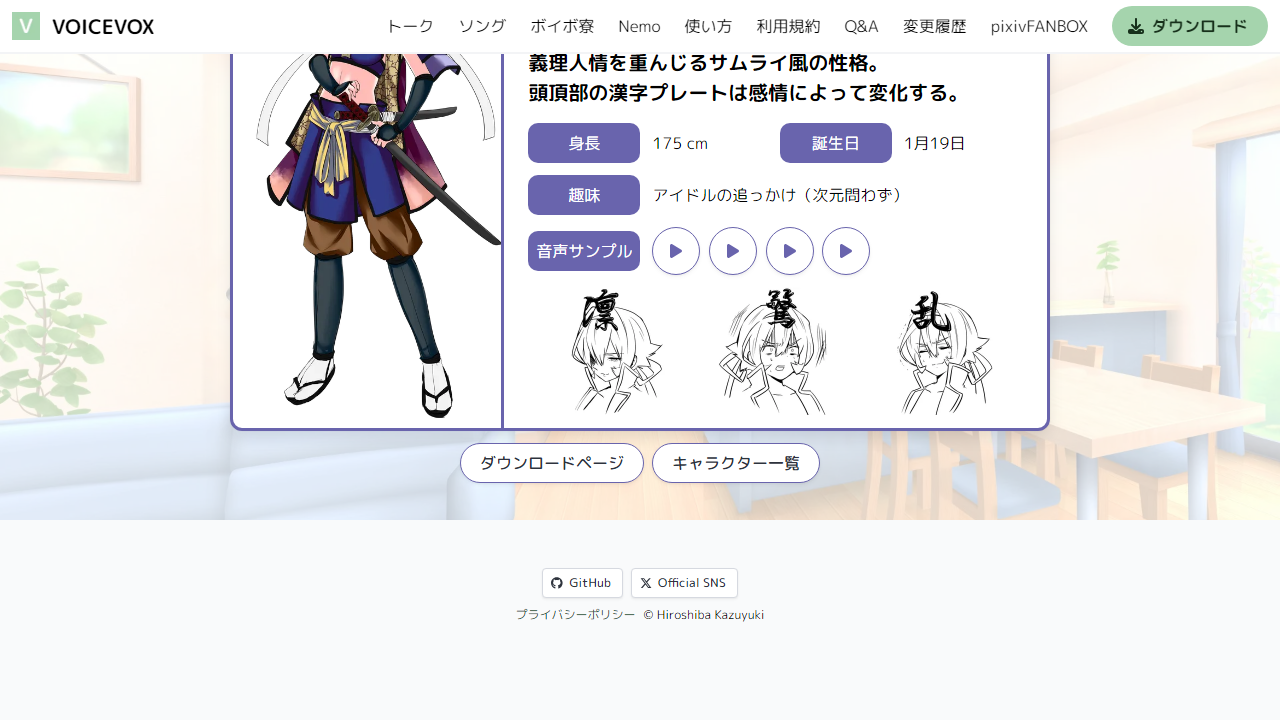 V VOICEVOX トーク ソング ボイボ寮 Nemo 使い方 利用規約 Q&A 変更履歴 pixivFANBOX ダウンロード
義理人情を重んじるサムライ風の性格。
頭頂部の漢字プレートは感情によって変化する。
身長 175 cm 誕生日 1月19日
趣味 アイドルの追っかけ（次元問わず）
音声サンプル
凛 驚 乱
ダウンロードページ キャラクター一覧
GitHub Official SNS
プライバシーポリシー © Hiroshiba Kazuyuki